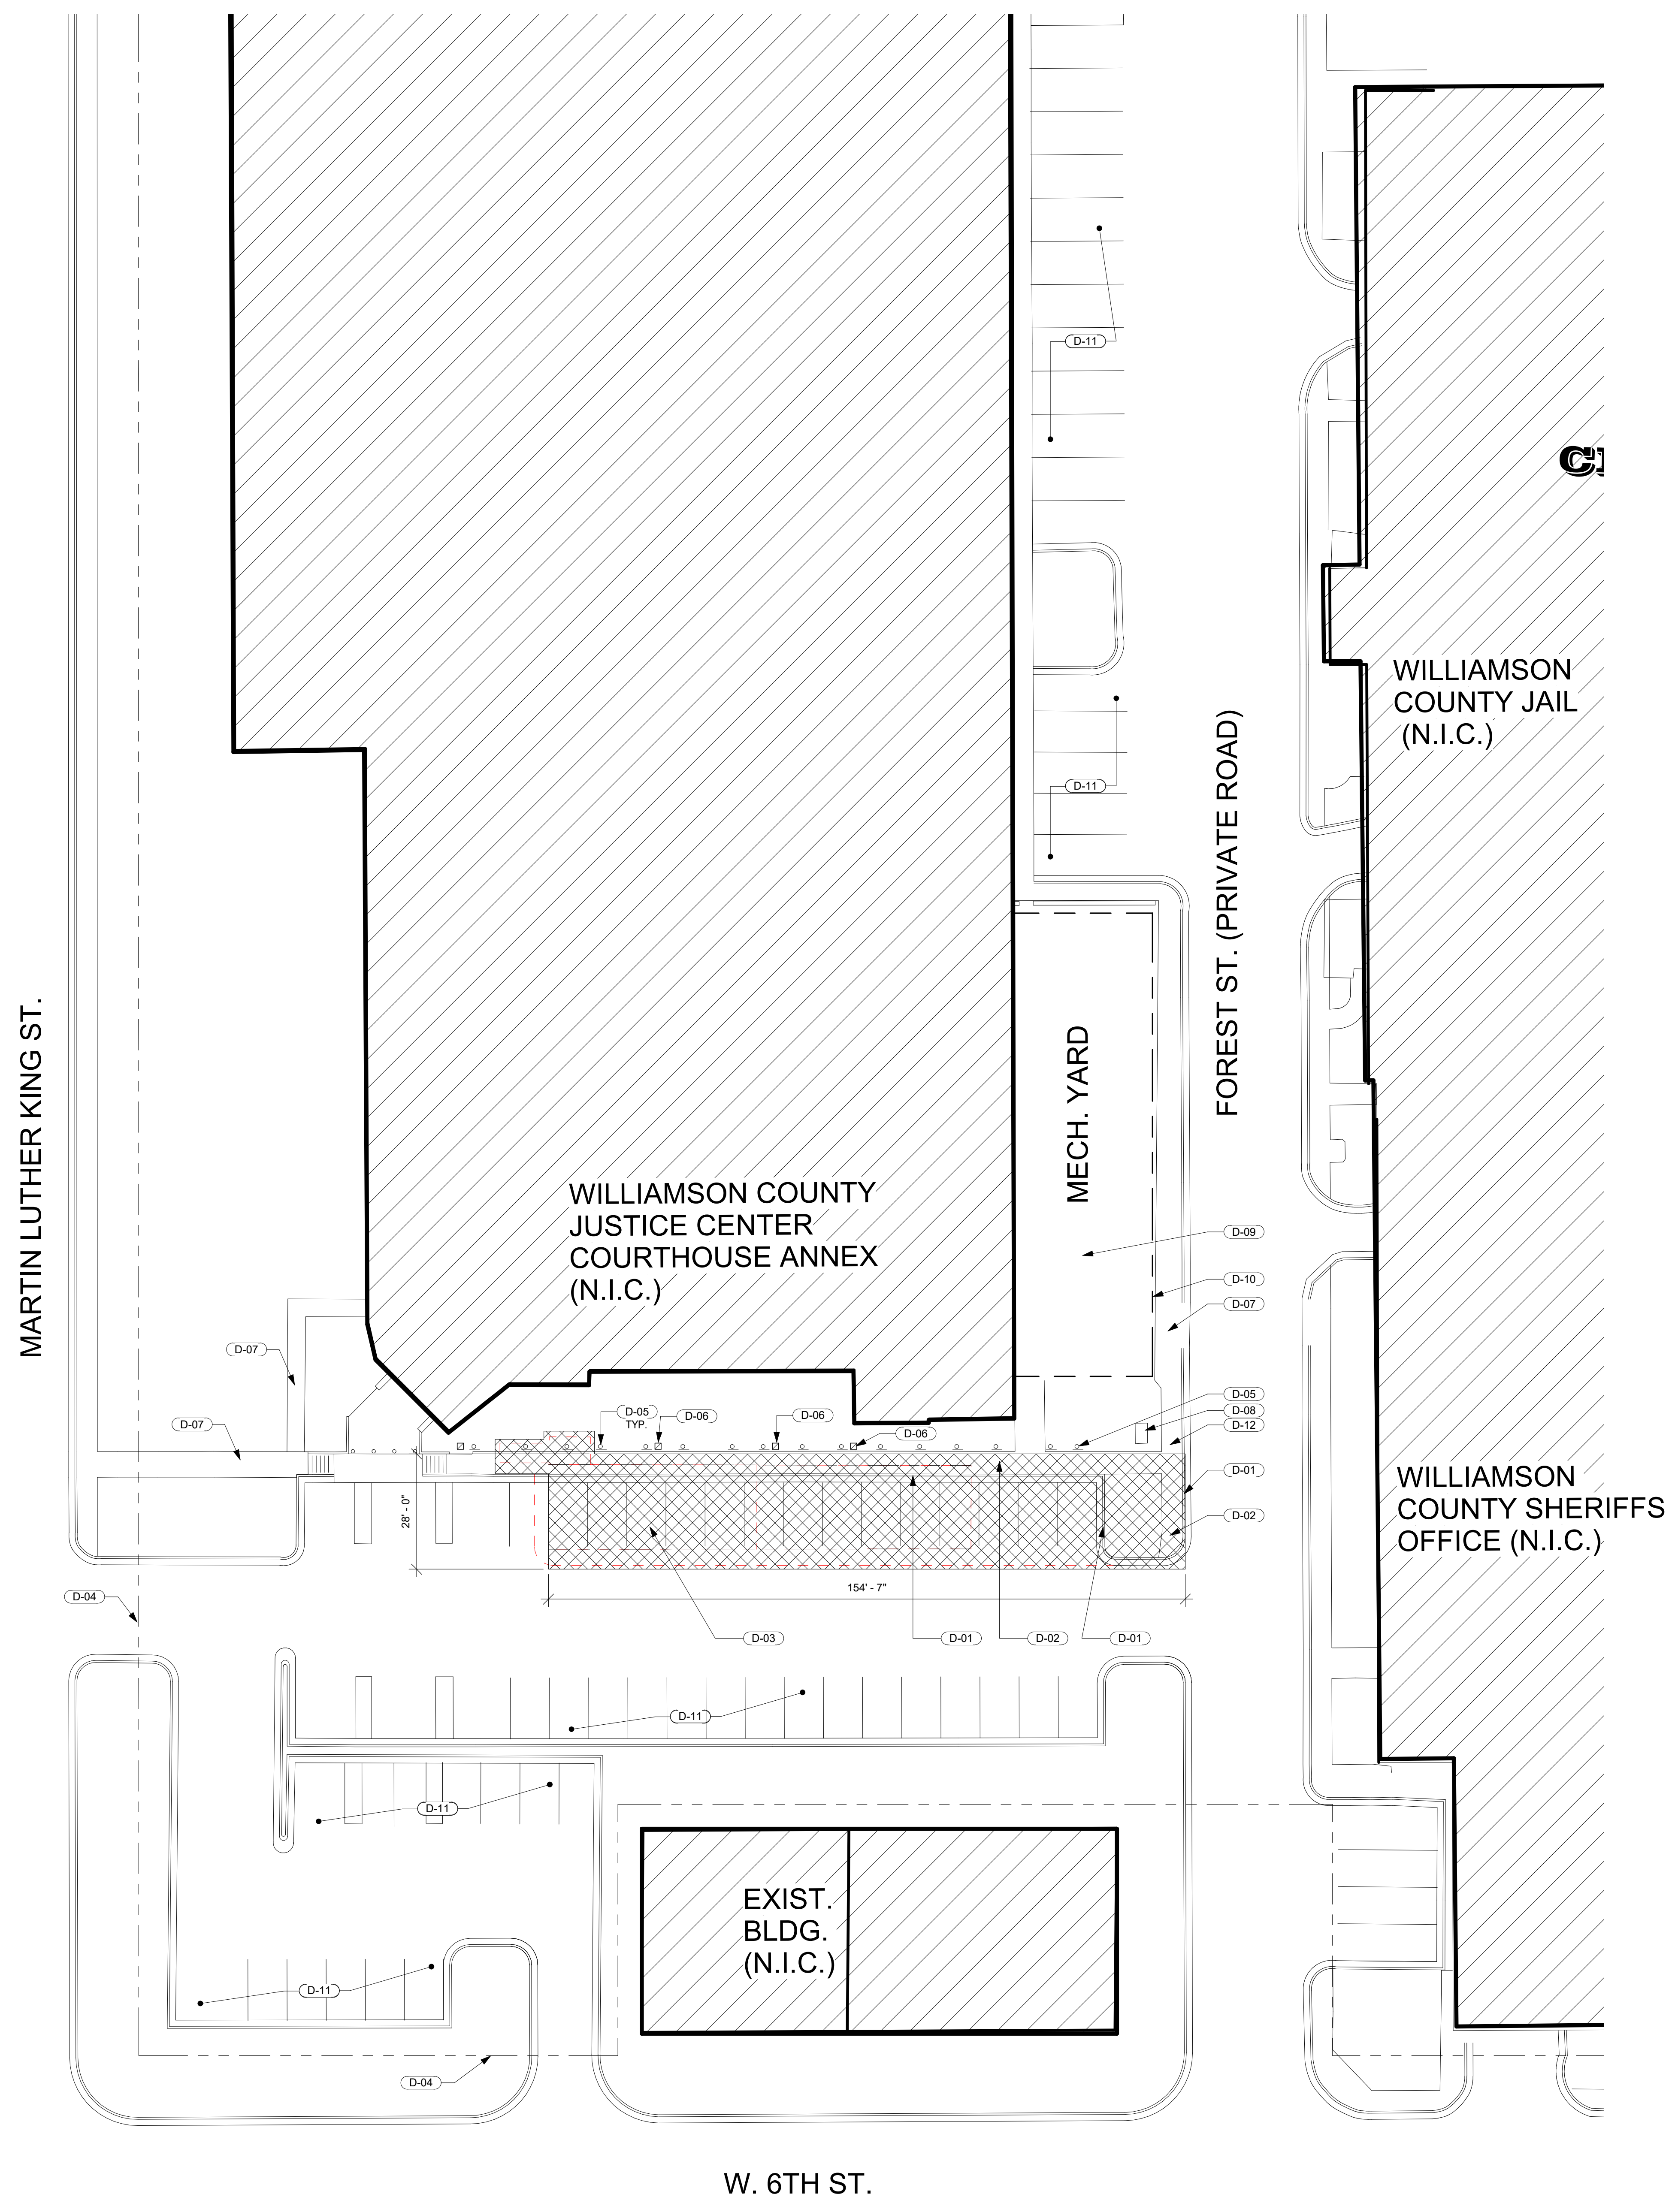 D-11
WILLIAMSON
COUNTY JAIL
(N.I.C.)
D-11
FOREST ST. (PRIVATE ROAD)
MARTIN LUTHER KING ST.
MECH. YARD
WILLIAMSON COUNTY
JUSTICE CENTER
COURTHOUSE ANNEX
(N.I.C.)
D-09
D-10
D-07
D-07
D-07
D-05
TYP.
D-06
D-06
D-06
D-05
D-08
D-12
D-01
D-02
WILLIAMSON
COUNTY SHERIFFS
OFFICE (N.I.C.)
28' - 0"
154' - 7"
D-04
D-03
D-01
D-02
D-01
D-11
D-11
EXIST.
BLDG.
(N.I.C.)
D-11
D-04
W. 6TH ST.